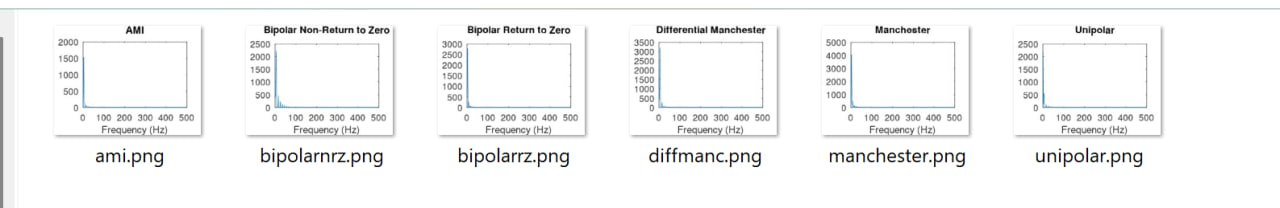 AMI
2000
1500
1000
500
0
0 100 200 300 400 500
Frequency (Hz)
ami.png
Bipolar Non-Return to Zero
2500
2000
1500
1000
500
0
0 100 200 300 400 500
Frequency (Hz)
bipolarnrz.png
Bipolar Return to Zero
3000
2500
2000
1500
1000
500
0
0 100 200 300 400 500
Frequency (Hz)
bipolarrz.png
Differential Manchester
3500
3000
2500
2000
1500
1000
500
0
0 100 200 300 400 500
Frequency (Hz)
diffmanc.png
Manchester
5000
4000
3000
2000
1000
0
0 100 200 300 400 500
Frequency (Hz)
manchester.png
Unipolar
2500
2000
1500
1000
500
0
0 100 200 300 400 500
Frequency (Hz)
unipolar.png